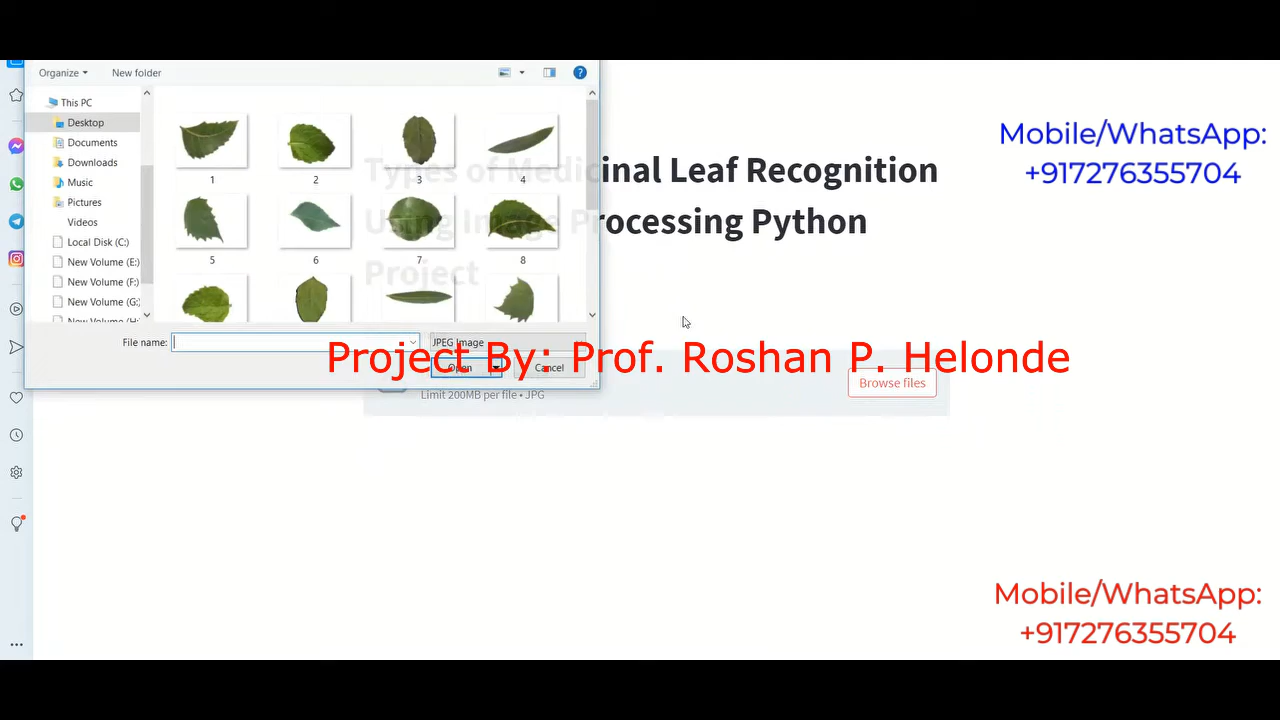 Organize
New folder
This PC
Desktop
Documents
Downloads
Music
Pictures
Videos
Local Disk (C:)
New Volume (E:)
New Volume (F:)
New Volume (G:)
New Volume (H:
1
2
3
4
5
6
7
8
File name:
JPEG Image
Open
Cancel
Types of Medicinal Leaf Recognition
Using Image Processing Python
Project
Mobile/WhatsApp:
+917276355704
Project By: Prof. Roshan P. Helonde
Limit 200MB per file • JPG
Browse files
Mobile/WhatsApp:
+917276355704